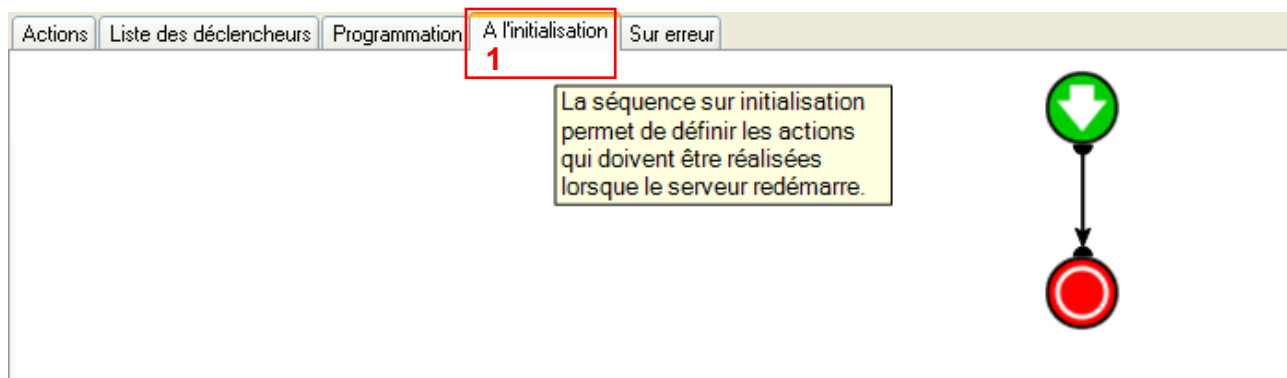 Actions Liste des déclencheurs Programmation A l'initialisation Sur erreur
1
La séquence sur initialisation
permet de définir les actions
qui doivent être réalisées
lorsque le serveur redémarre.